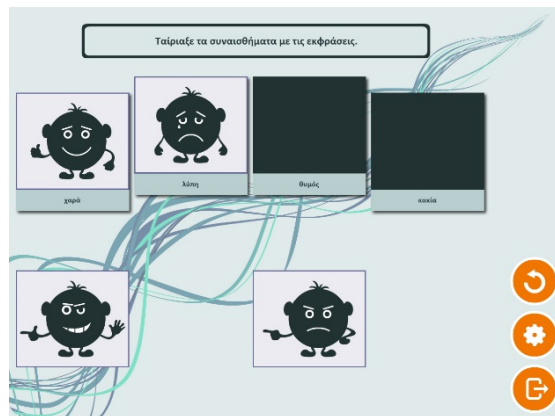 Ταίριαξε τα συναισθήματα με τις εκφράσεις.
χαρά
λύπη
θυμός
κακία